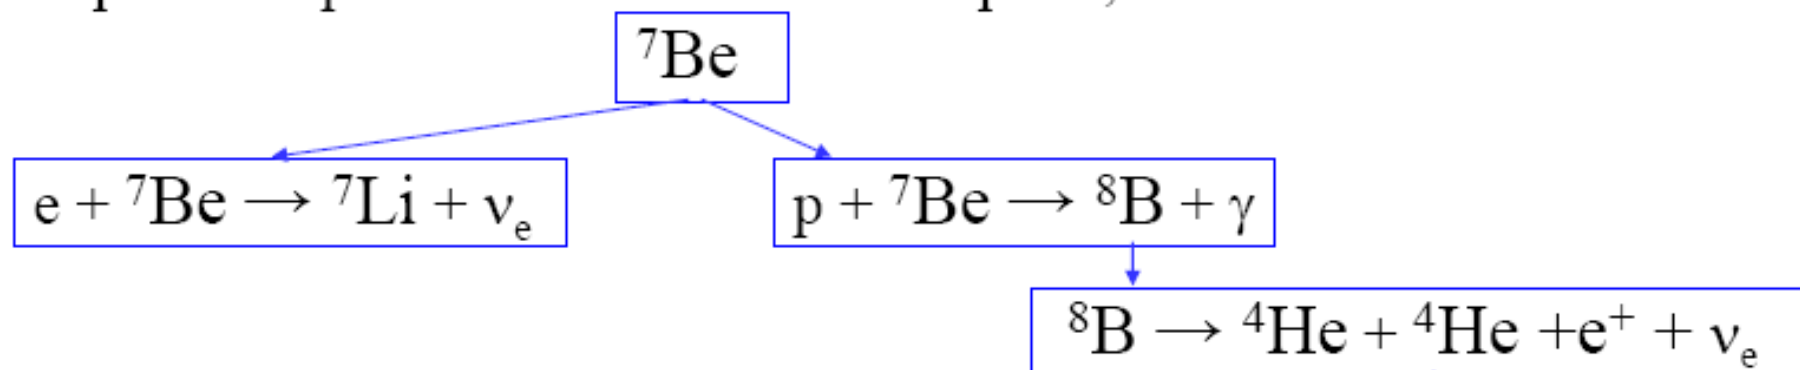 ⁷Be
e + ⁷Be → ⁷Li + νₑ
p + ⁷Be → ⁸B + γ
⁸B → ⁴He + ⁴He +e⁺ + νₑ